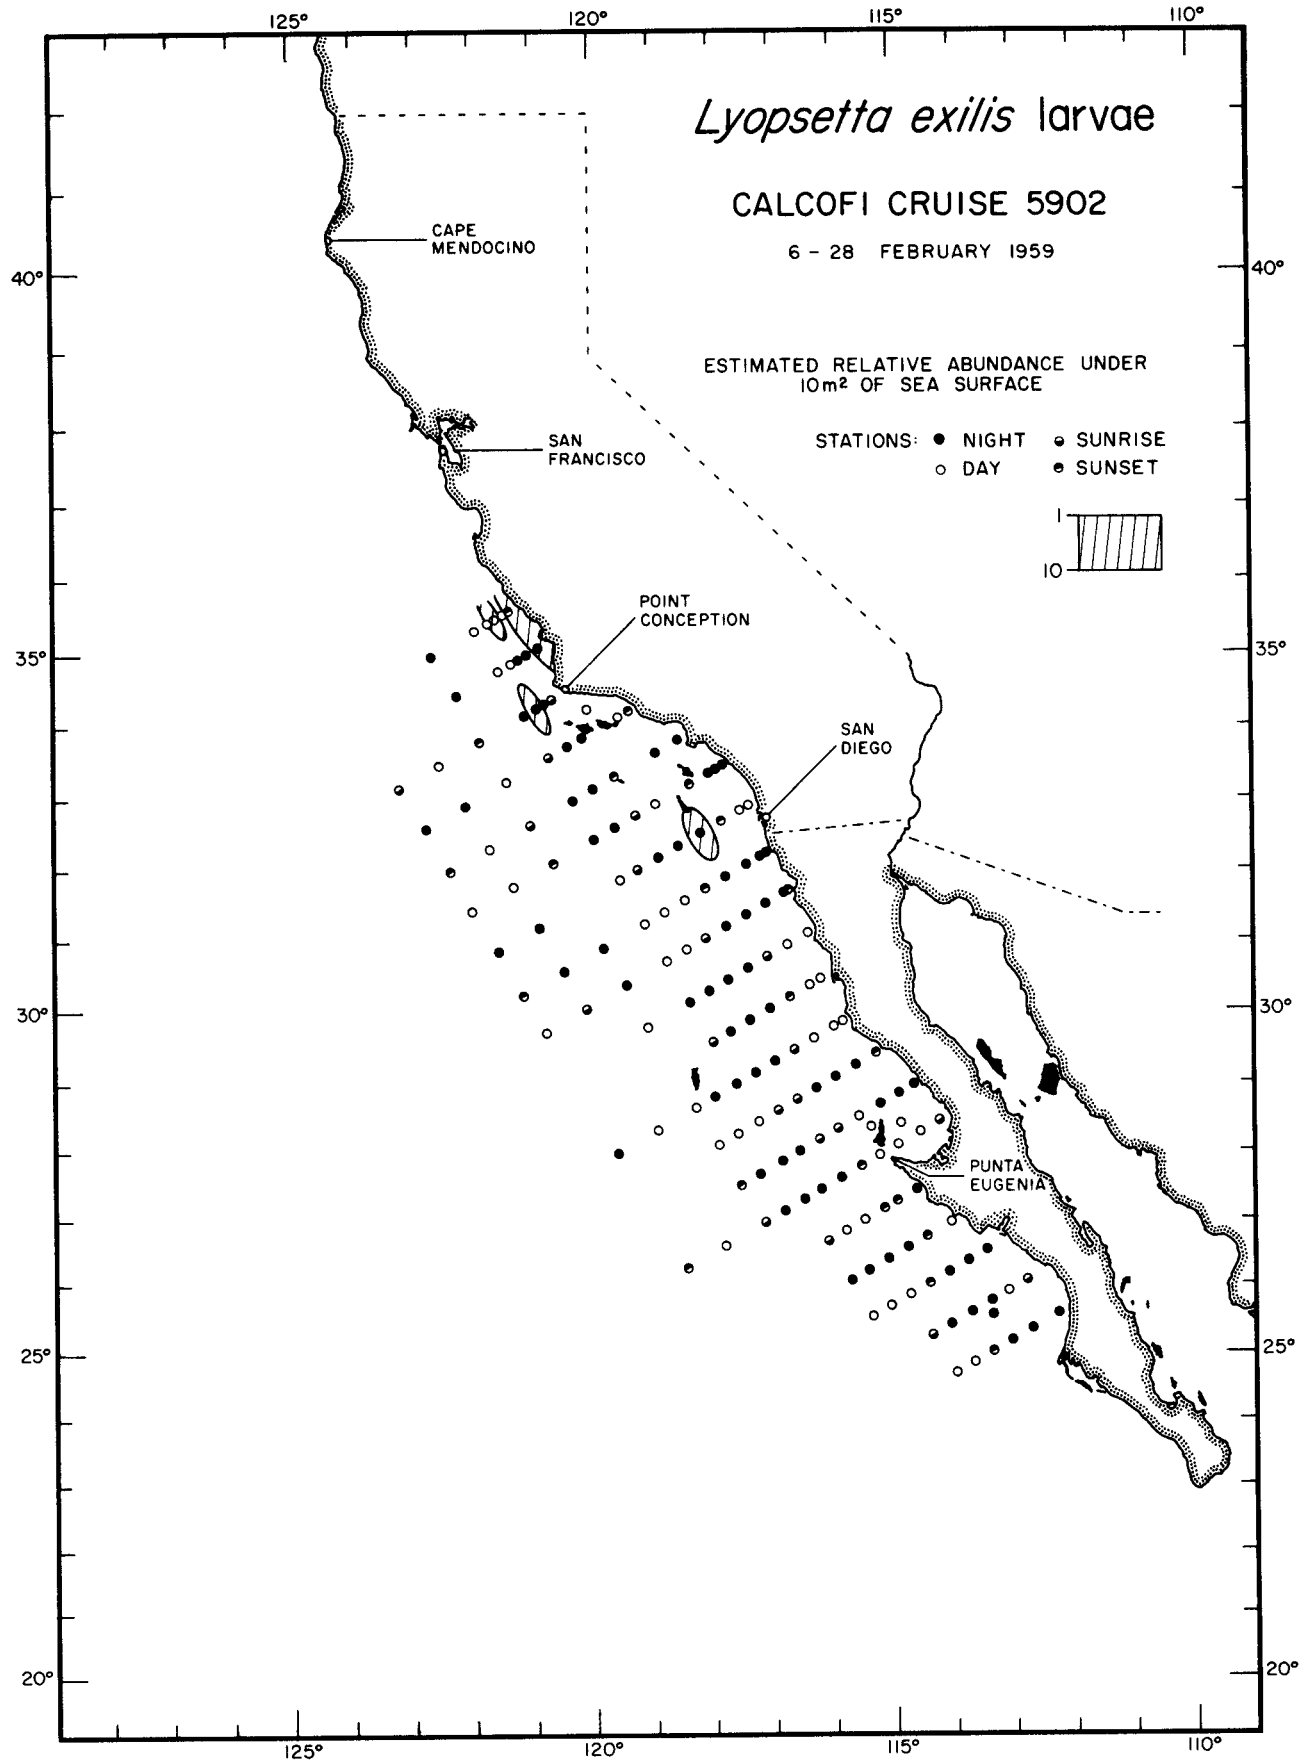 125° 120° 115° 110°
Lyopsetta exilis larvae
CALCOFI CRUISE 5902
6 – 28 FEBRUARY 1959
CAPE
MENDOCINO
40° 40°
ESTIMATED RELATIVE ABUNDANCE UNDER
10m² OF SEA SURFACE
STATIONS: NIGHT SUNRISE
DAY SUNSET
SAN
FRANCISCO
1
10
POINT
CONCEPTION
35° 35°
SAN
DIEGO
30° 30°
PUNTA
EUGENIA
25° 25°
20° 20°
125° 120° 115° 110°